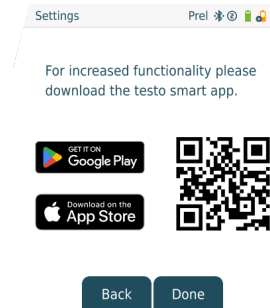 Settings
Prel
For increased functionality please
download the testo smart app.
GET IT ON
Google Play
Download on the
App Store
Back
Done